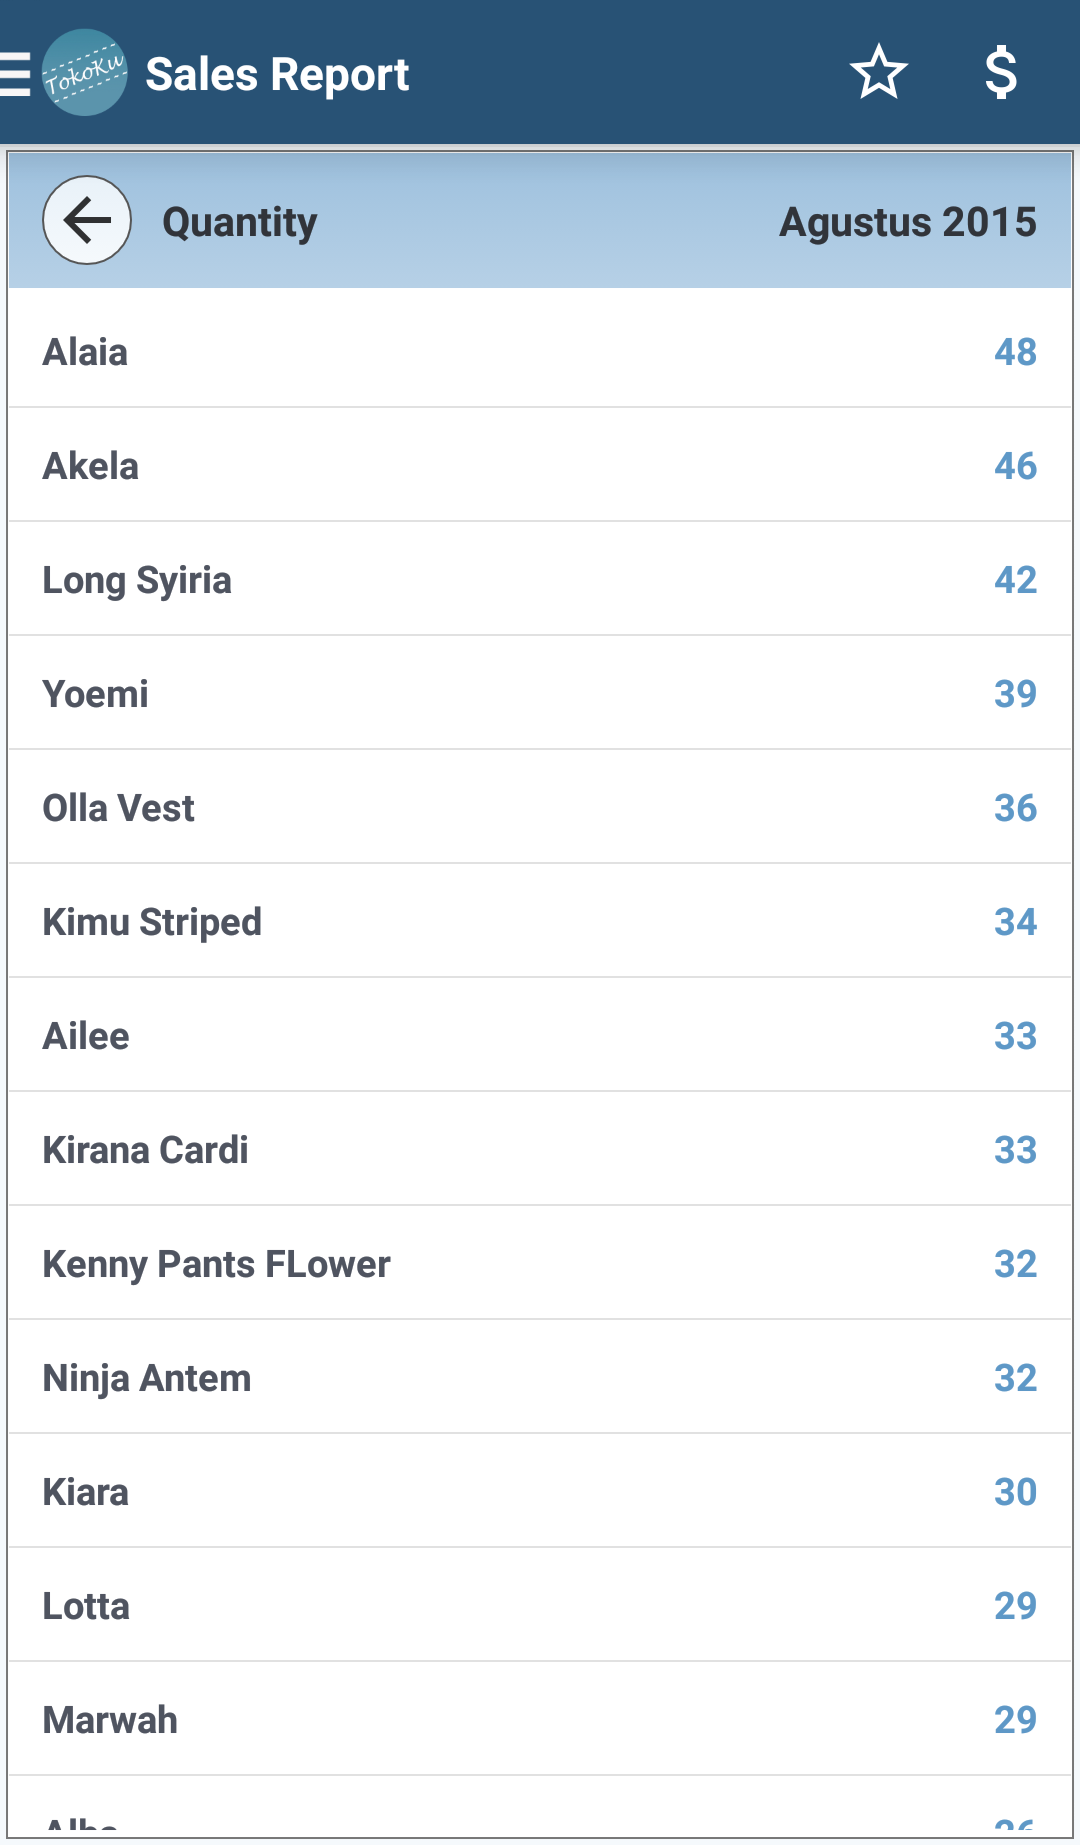 TokoKu Sales Report $
Quantity Agustus 2015
Alaia 48
Akela 46
Long Syiria 42
Yoemi 39
Olla Vest 36
Kimu Striped 34
Ailee 33
Kirana Cardi 33
Kenny Pants FLower 32
Ninja Antem 32
Kiara 30
Lotta 29
Marwah 29